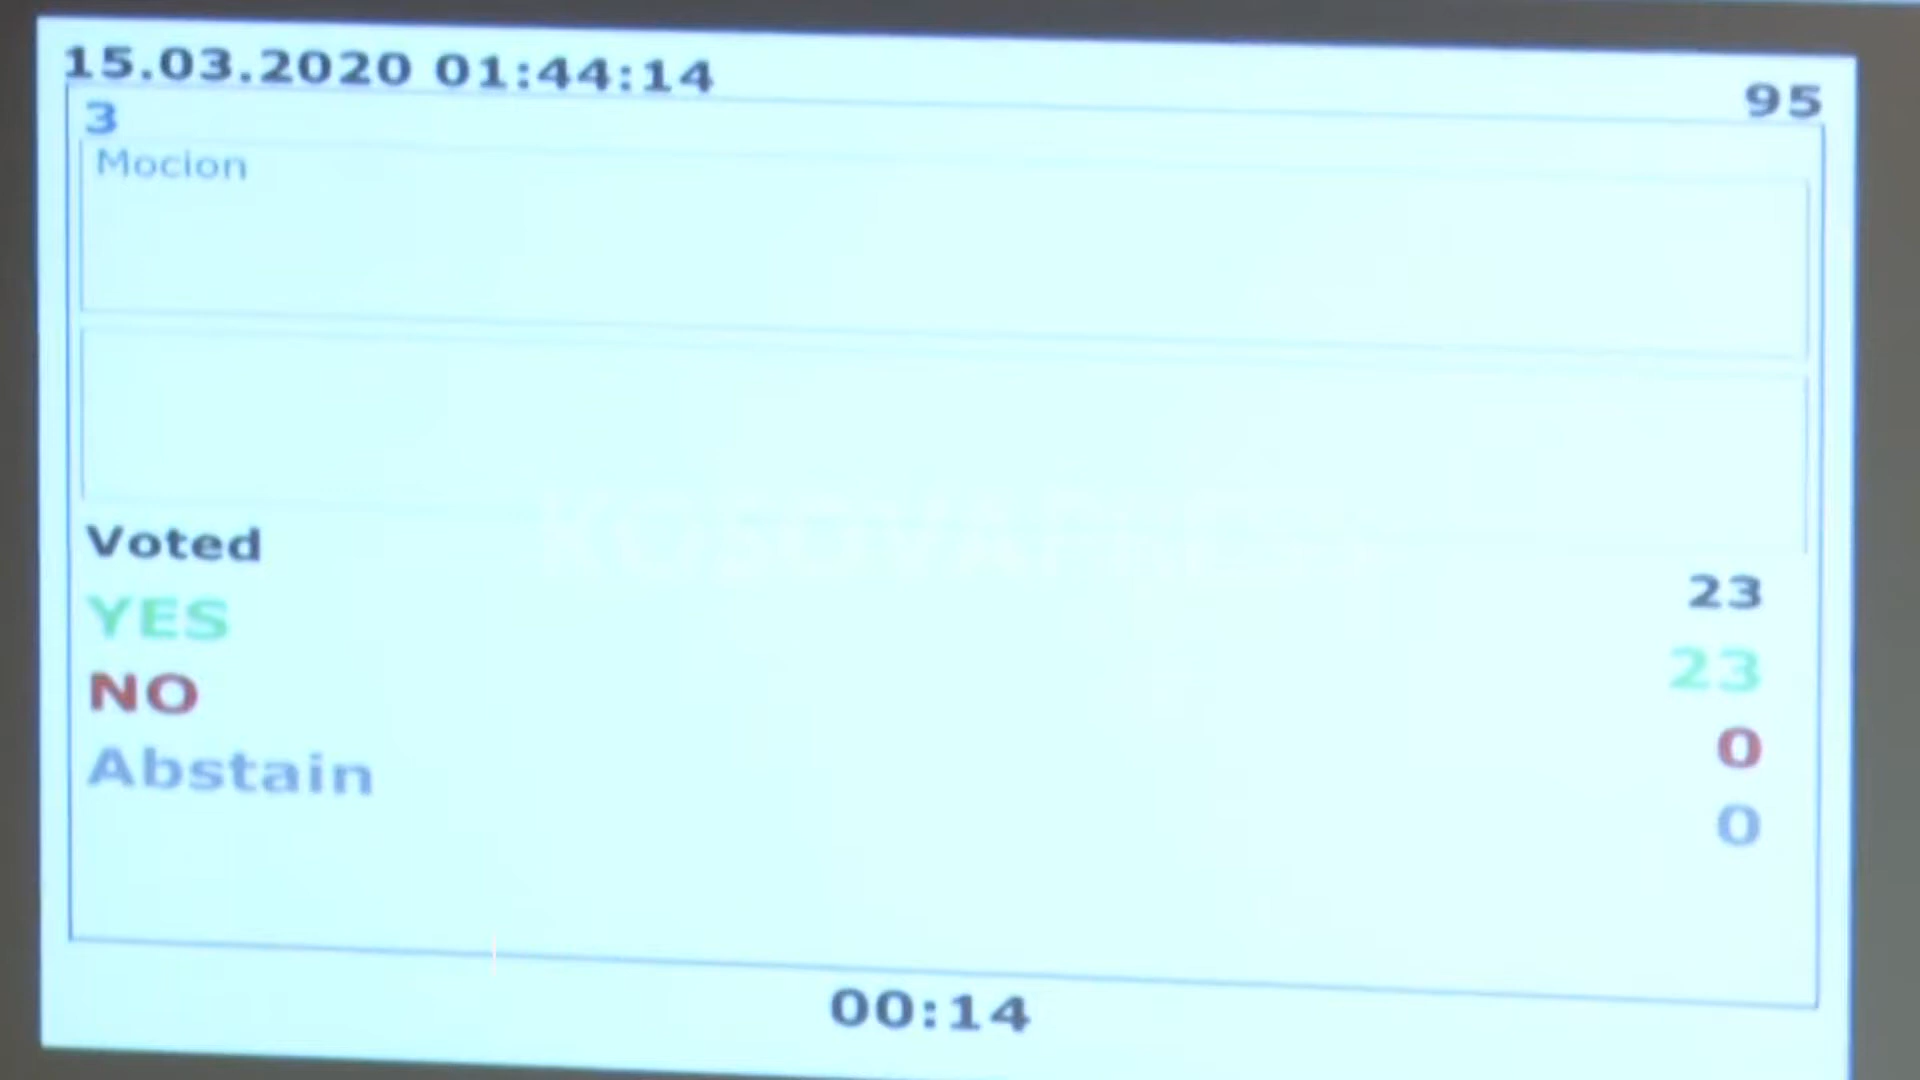 15.03.2020 01:44:14 95
3
Mocion
Voted 23
YES 23
NO 0
Abstain 0
00:14